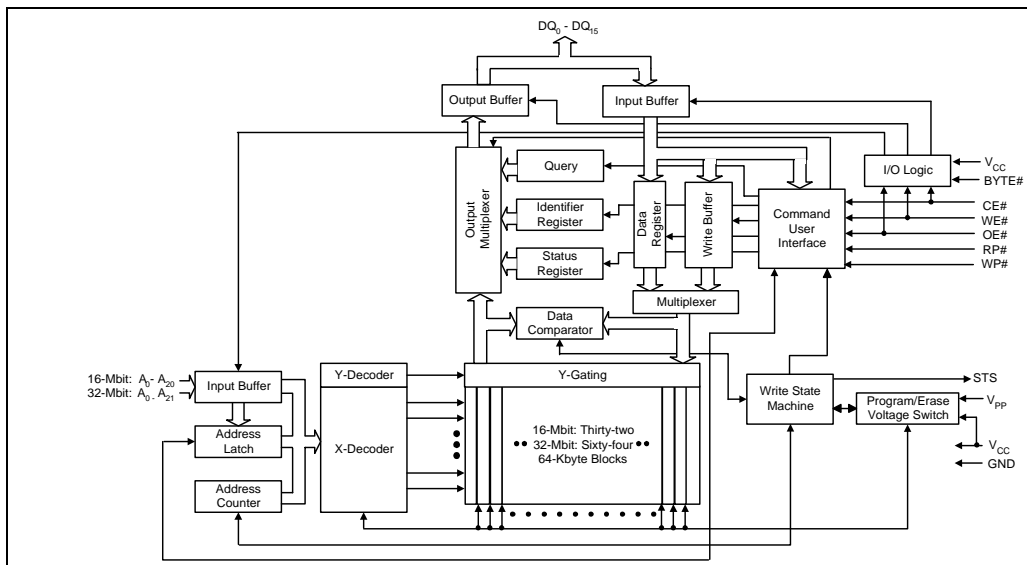 DQ0 - DQ15
Output Buffer
Input Buffer
Output
Multiplexer
Query
Identifier
Register
Status
Register
Data
Register
Write Buffer
Command
User
Interface
I/O Logic
VCC
BYTE#
CE#
WE#
OE#
RP#
WP#
Multiplexer
Data
Comparator
16-Mbit: A0 - A20
32-Mbit: A0 - A21
Input Buffer
Address
Latch
Address
Counter
Y-Decoder
X-Decoder
Y-Gating
16-Mbit: Thirty-two
32-Mbit: Sixty-four
64-Kbyte Blocks
Write State
Machine
Program/Erase
Voltage Switch
STS
VPP
VCC
GND